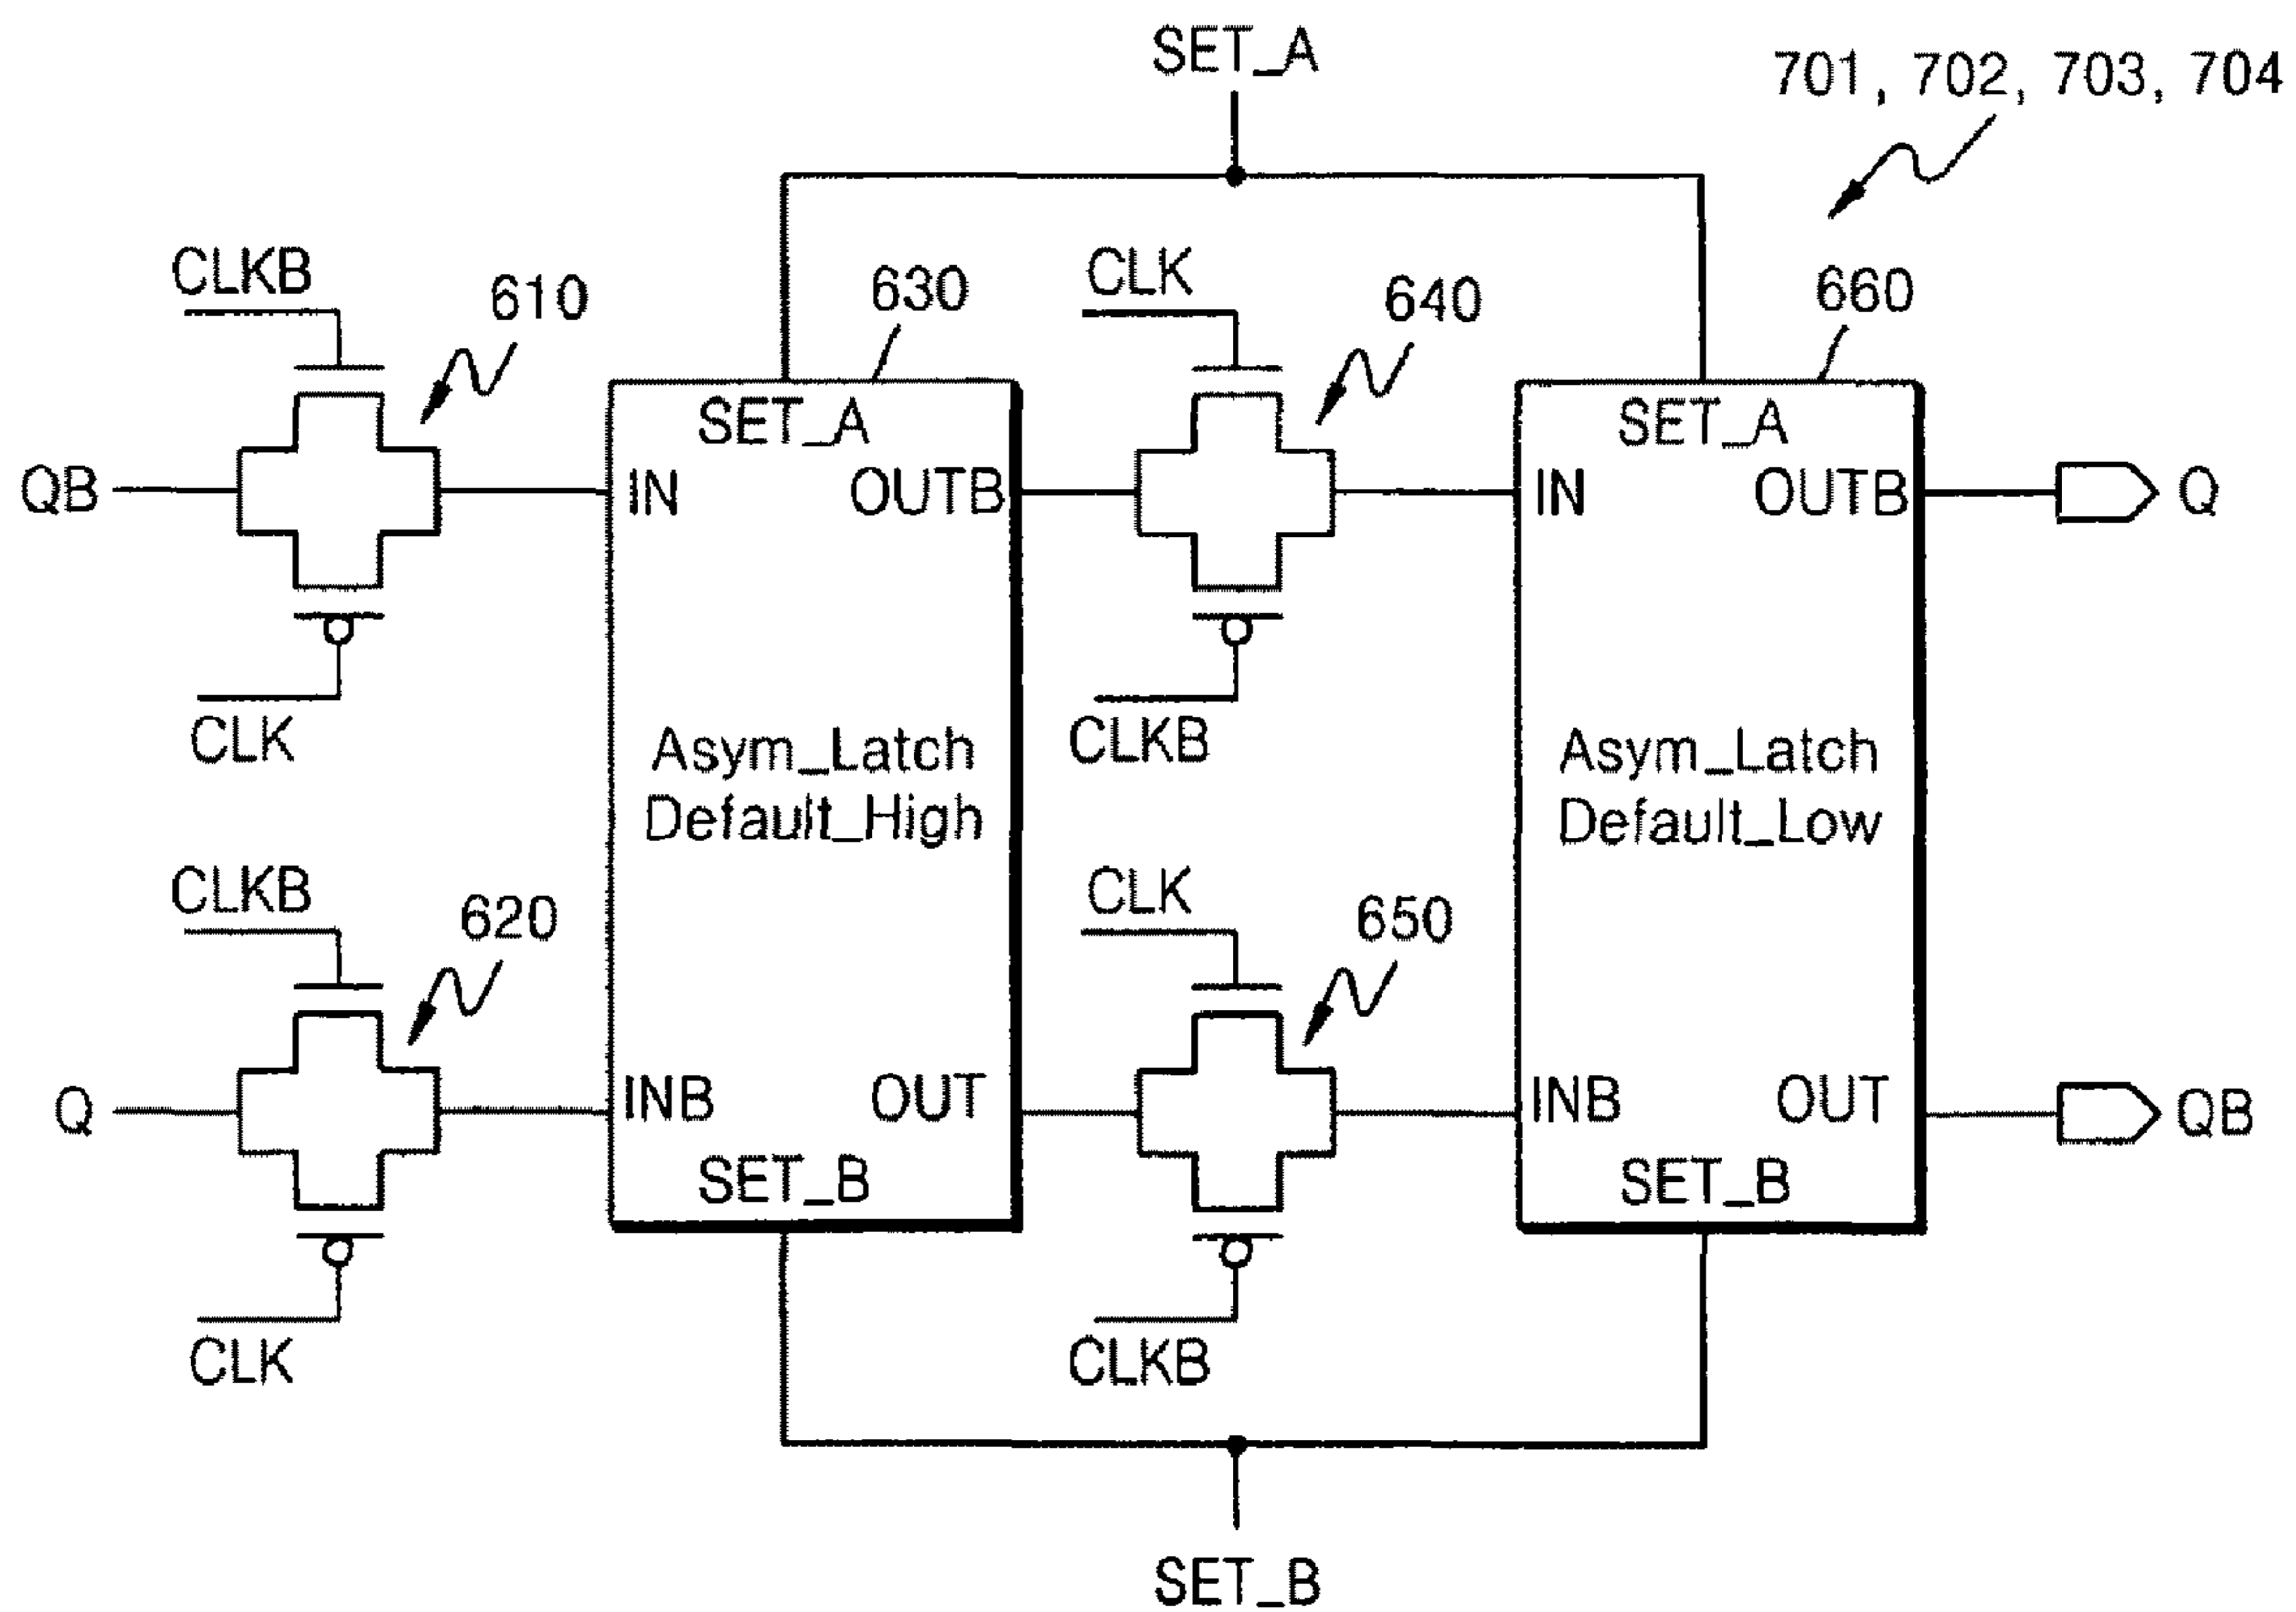 SET_A
701, 702, 703, 704
CLKB
610
630
CLK
640
660
SET_A
SET_A
QB
IN
OUTB
IN
OUTB
Q
CLK
CLKB
Asym_Latch
Default_High
Asym_Latch
Default_Low
CLKB
620
CLK
650
Q
INB
OUT
INB
OUT
QB
SET_B
SET_B
CLK
CLKB
SET_B